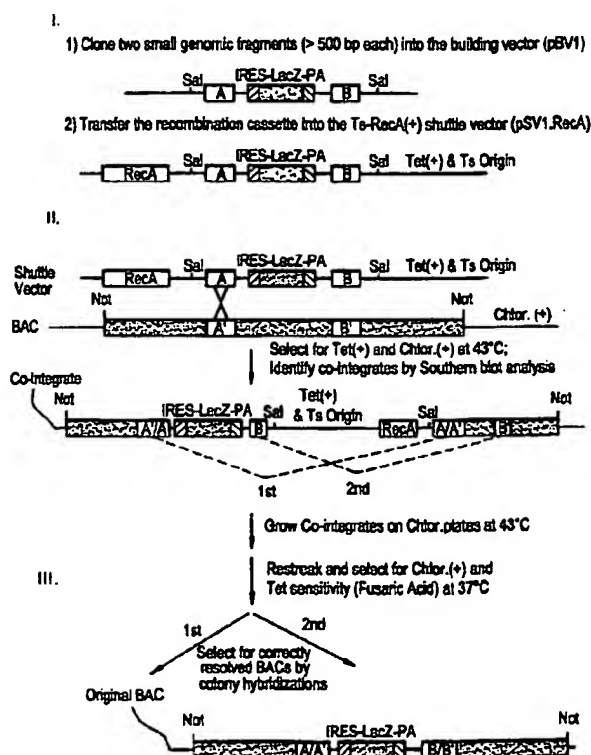 I.
1) Clone two small genomic fragments (> 500 bp each) into the building vector (pBV1)
IRES-LacZ-PA
Sal A B Sal
2) Transfer the recombination cassette into the Ts-RecA(+) shuttle vector (pSV1.RecA)
IRES-LacZ-PA
RecA Sal A B Sal Tet(+) & Ts Origin
II.
IRES-LacZ-PA
Shuttle Vector RecA Sal A B Sal Tet(+) & Ts Origin
Not Not
BAC A' B' Chlor. (+)
Select for Tet(+) and Chlor.(+) at 43°C;
Identify co-integrates by Southern blot analysis
Co-Integrate
Not IRES-LacZ-PA Sal Tet(+) & Ts Origin Sal Not
A'/A B RecA A/A' B'
1st 2nd
Grow Co-integrates on Chlor.plates at 43°C
Restreak and select for Chlor.(+) and
Tet sensitivity (Fusaric Acid) at 37°C
III.
1st 2nd
Select for correctly
resolved BACs by
colony hybridizations
Original BAC
Not IRES-LacZ-PA Not
A/A' B/B'